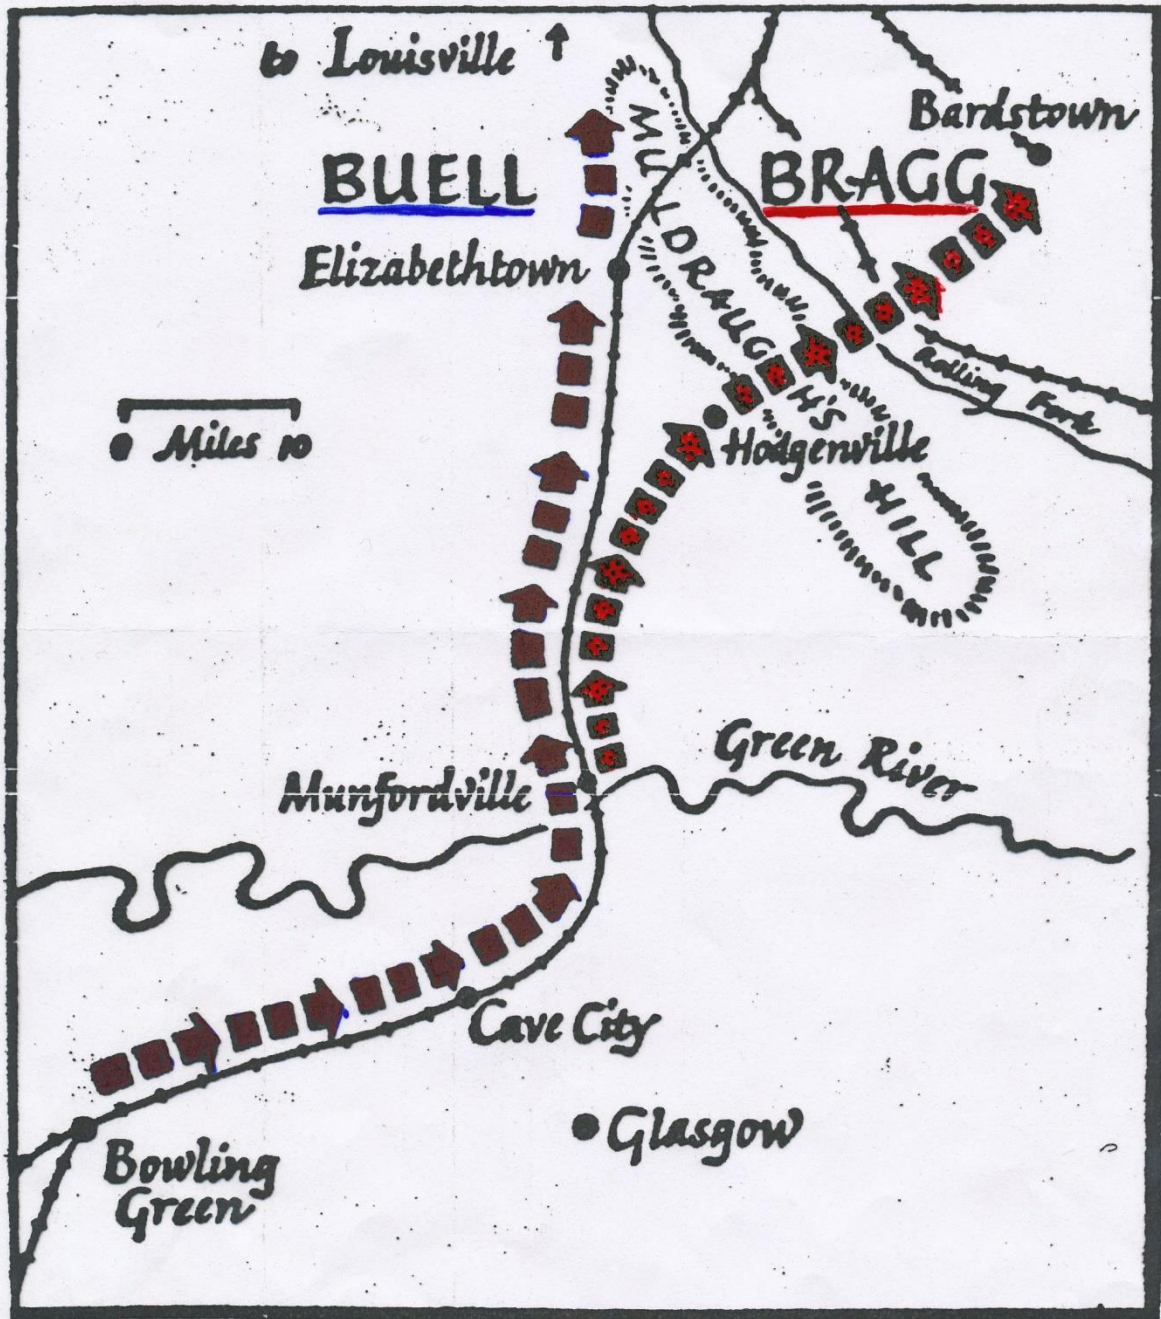 to Louisville
Bardstown
BUELL
BRAGG
Elizabethtown
MULDRAUGH'S HILL
Rolling Fork
0 Miles 10
Hodgenville
Green River
Munfordville
Cave City
Glasgow
Bowling
Green